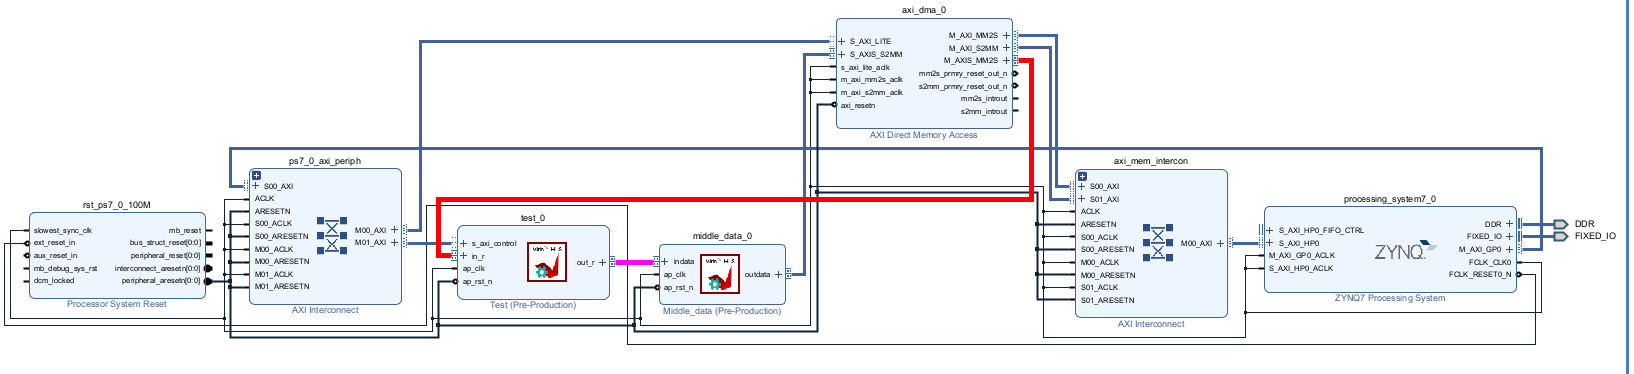 axi_dma_0
S_AXI_LITE
S_AXIS_S2MM
s_axi_lite_aclk
m_axi_mm2s_aclk
m_axi_s2mm_aclk
axi_resetn
M_AXI_MM2S
M_AXI_S2MM
M_AXIS_MM2S
mm2s_prmry_reset_out_n
s2mm_prmry_reset_out_n
mm2s_introut
s2mm_introut
AXI Direct Memory Access
ps7_0_axi_periph
S00_AXI
ACLK
ARESETN
S00_ACLK
S00_ARESETN
M00_ACLK
M00_ARESETN
M01_ACLK
M01_ARESETN
M00_AXI
M01_AXI
AXI Interconnect
axi_mem_intercon
S00_AXI
S01_AXI
ACLK
ARESETN
S00_ACLK
S00_ARESETN
M00_ACLK
M00_ARESETN
S01_ACLK
S01_ARESETN
M00_AXI
AXI Interconnect
rst_ps7_0_100M
slowest_sync_clk
ext_reset_in
aux_reset_in
mb_debug_sys_rst
dcm_locked
mb_reset
bus_struct_reset[0:0]
peripheral_reset[0:0]
interconnect_aresetn[0:0]
peripheral_aresetn[0:0]
Processor System Reset
test_0
s_axi_control
in_r
ap_clk
ap_rst_n
out_r
Test (Pre-Production)
middle_data_0
indata
ap_clk
ap_rst_n
outdata
Middle_data (Pre-Production)
processing_system7_0
S_AXI_HP0_FIFO_CTRL
S_AXI_HP0
M_AXI_GP0_ACLK
S_AXI_HP0_ACLK
ZYNQ
DDR
FIXED_IO
M_AXI_GP0
FCLK_CLK0
FCLK_RESET0_N
ZYNQ7 Processing System
DDR
FIXED_IO